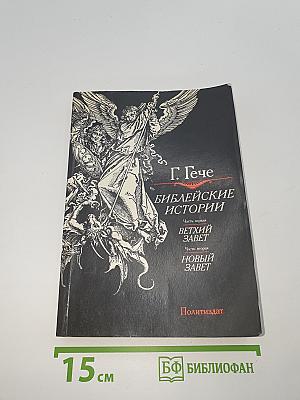 Г. Гече
БИБЛЕЙСКИЕ
ИСТОРИИ
Часть первая
ВЕТХИЙ
ЗАВЕТ
Часть вторая
НОВЫЙ
ЗАВЕТ
Политиздат
15 см
БФ БИБЛИОФАН